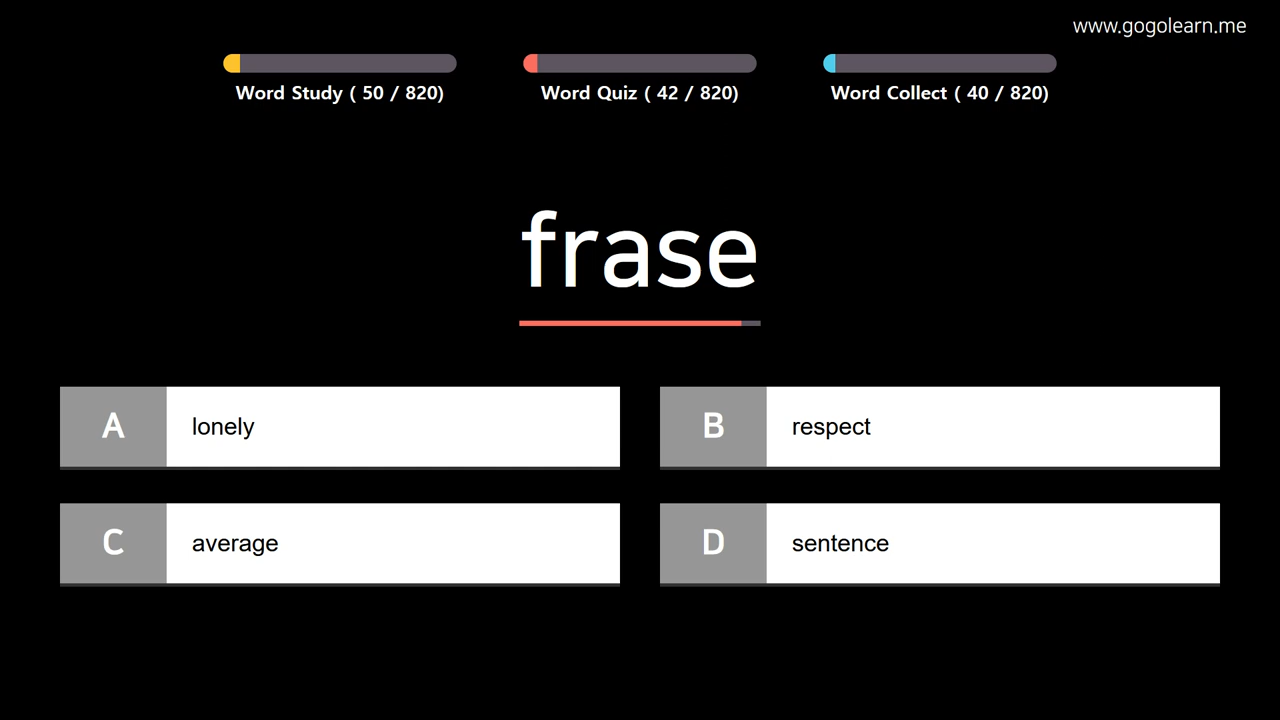 www.gogolearn.me
Word Study ( 50 / 820)
Word Quiz ( 42 / 820)
Word Collect ( 40 / 820)
frase
A lonely
B respect
C average
D sentence